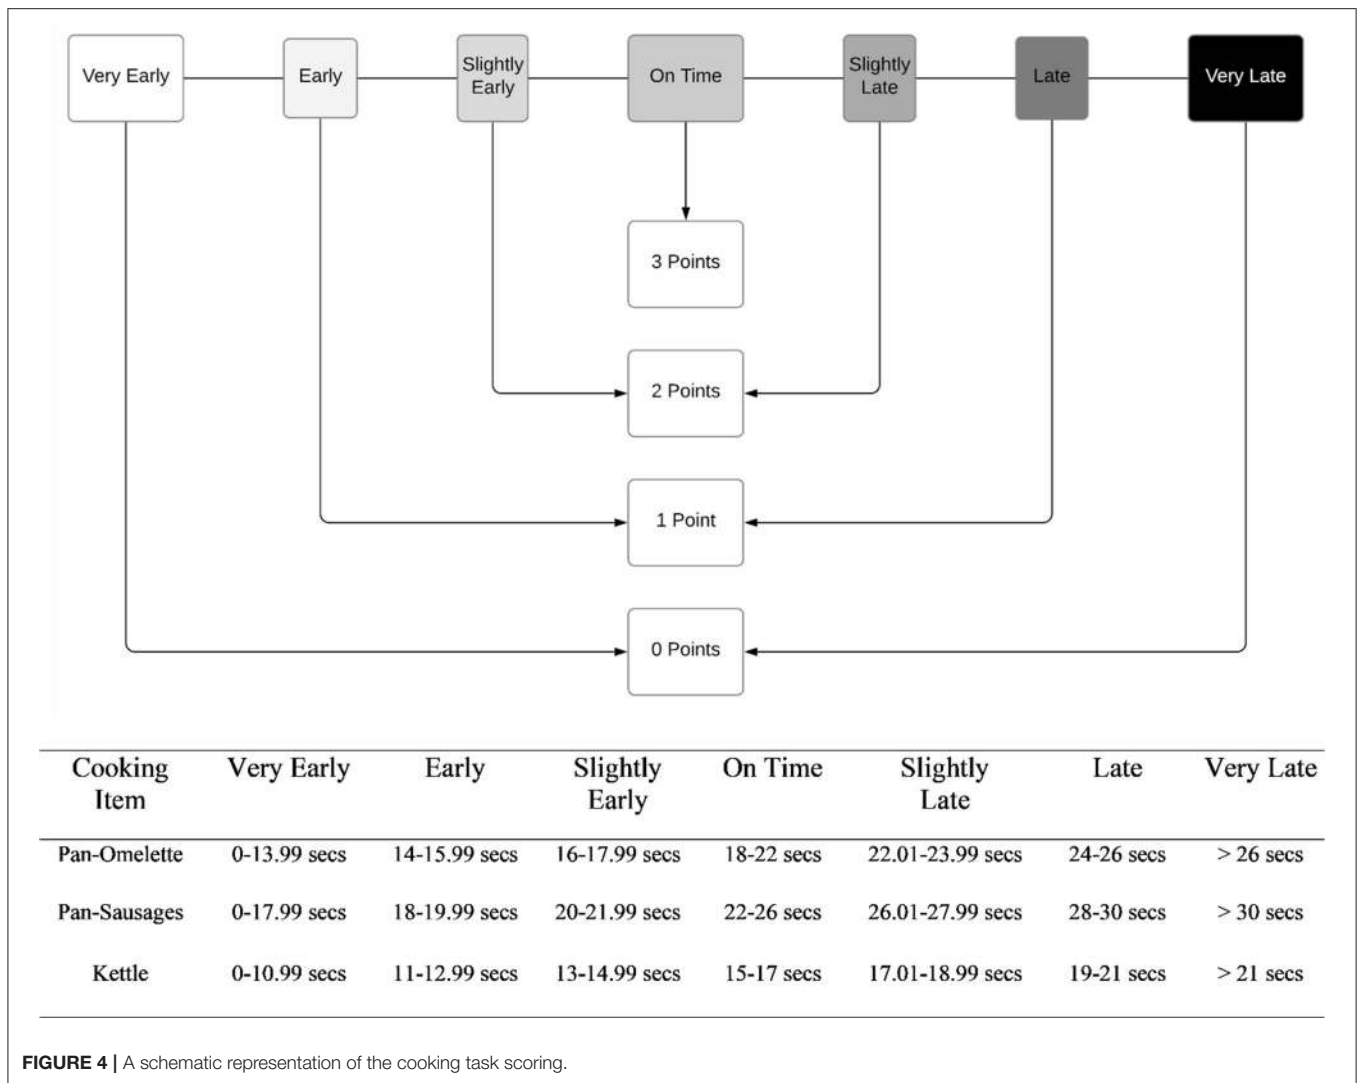 Very Early
Early
Slightly
Early
On Time
Slightly
Late
Late
Very Late
3 Points
2 Points
1 Point
0 Points
Cooking Item Very Early Early Slightly Early On Time Slightly Late Late Very Late
Pan-Omelette 0-13.99 secs 14-15.99 secs 16-17.99 secs 18-22 secs 22.01-23.99 secs 24-26 secs > 26 secs
Pan-Sausages 0-17.99 secs 18-19.99 secs 20-21.99 secs 22-26 secs 26.01-27.99 secs 28-30 secs > 30 secs
Kettle 0-10.99 secs 11-12.99 secs 13-14.99 secs 15-17 secs 17.01-18.99 secs 19-21 secs > 21 secs
FIGURE 4 | A schematic representation of the cooking task scoring.